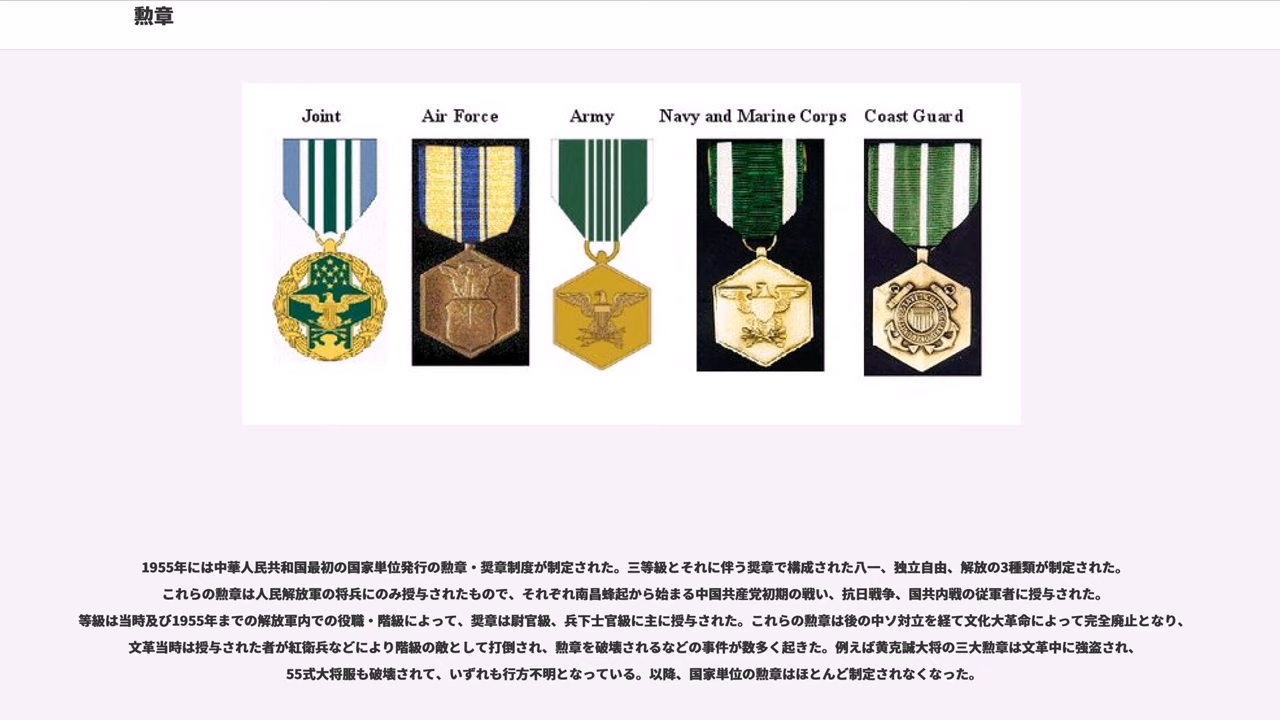 勲章
Joint
Air Force
Army
Navy and Marine Corps
Coast Guard
1955年には中華人民共和国最初の国家単位発行の勲章・奨章制度が制定された。三等級とそれに伴う奨章で構成された八一、独立自由、解放の3種類が制定された。
これらの勲章は人民解放軍の将兵にのみ授与されたもので、それぞれ南昌蜂起から始まる中国共産党初期の戦い、抗日戦争、国共内戦の従軍者に授与された。
等級は当時及び1955年までの解放軍内での役職・階級によって、奨章は尉官級、兵下士官級に主に授与された。これらの勲章は後の中ソ対立を経て文化大革命によって完全廃止となり、
文革当時は授与された者が紅衛兵などにより階級の敵として打倒され、勲章を破壊されるなどの事件が数多く起きた。例えば黄克誠大将の三大勲章は文革中に強盗され、
55式大将服も破壊されて、いずれも行方不明となっている。以降、国家単位の勲章はほとんど制定されなくなった。